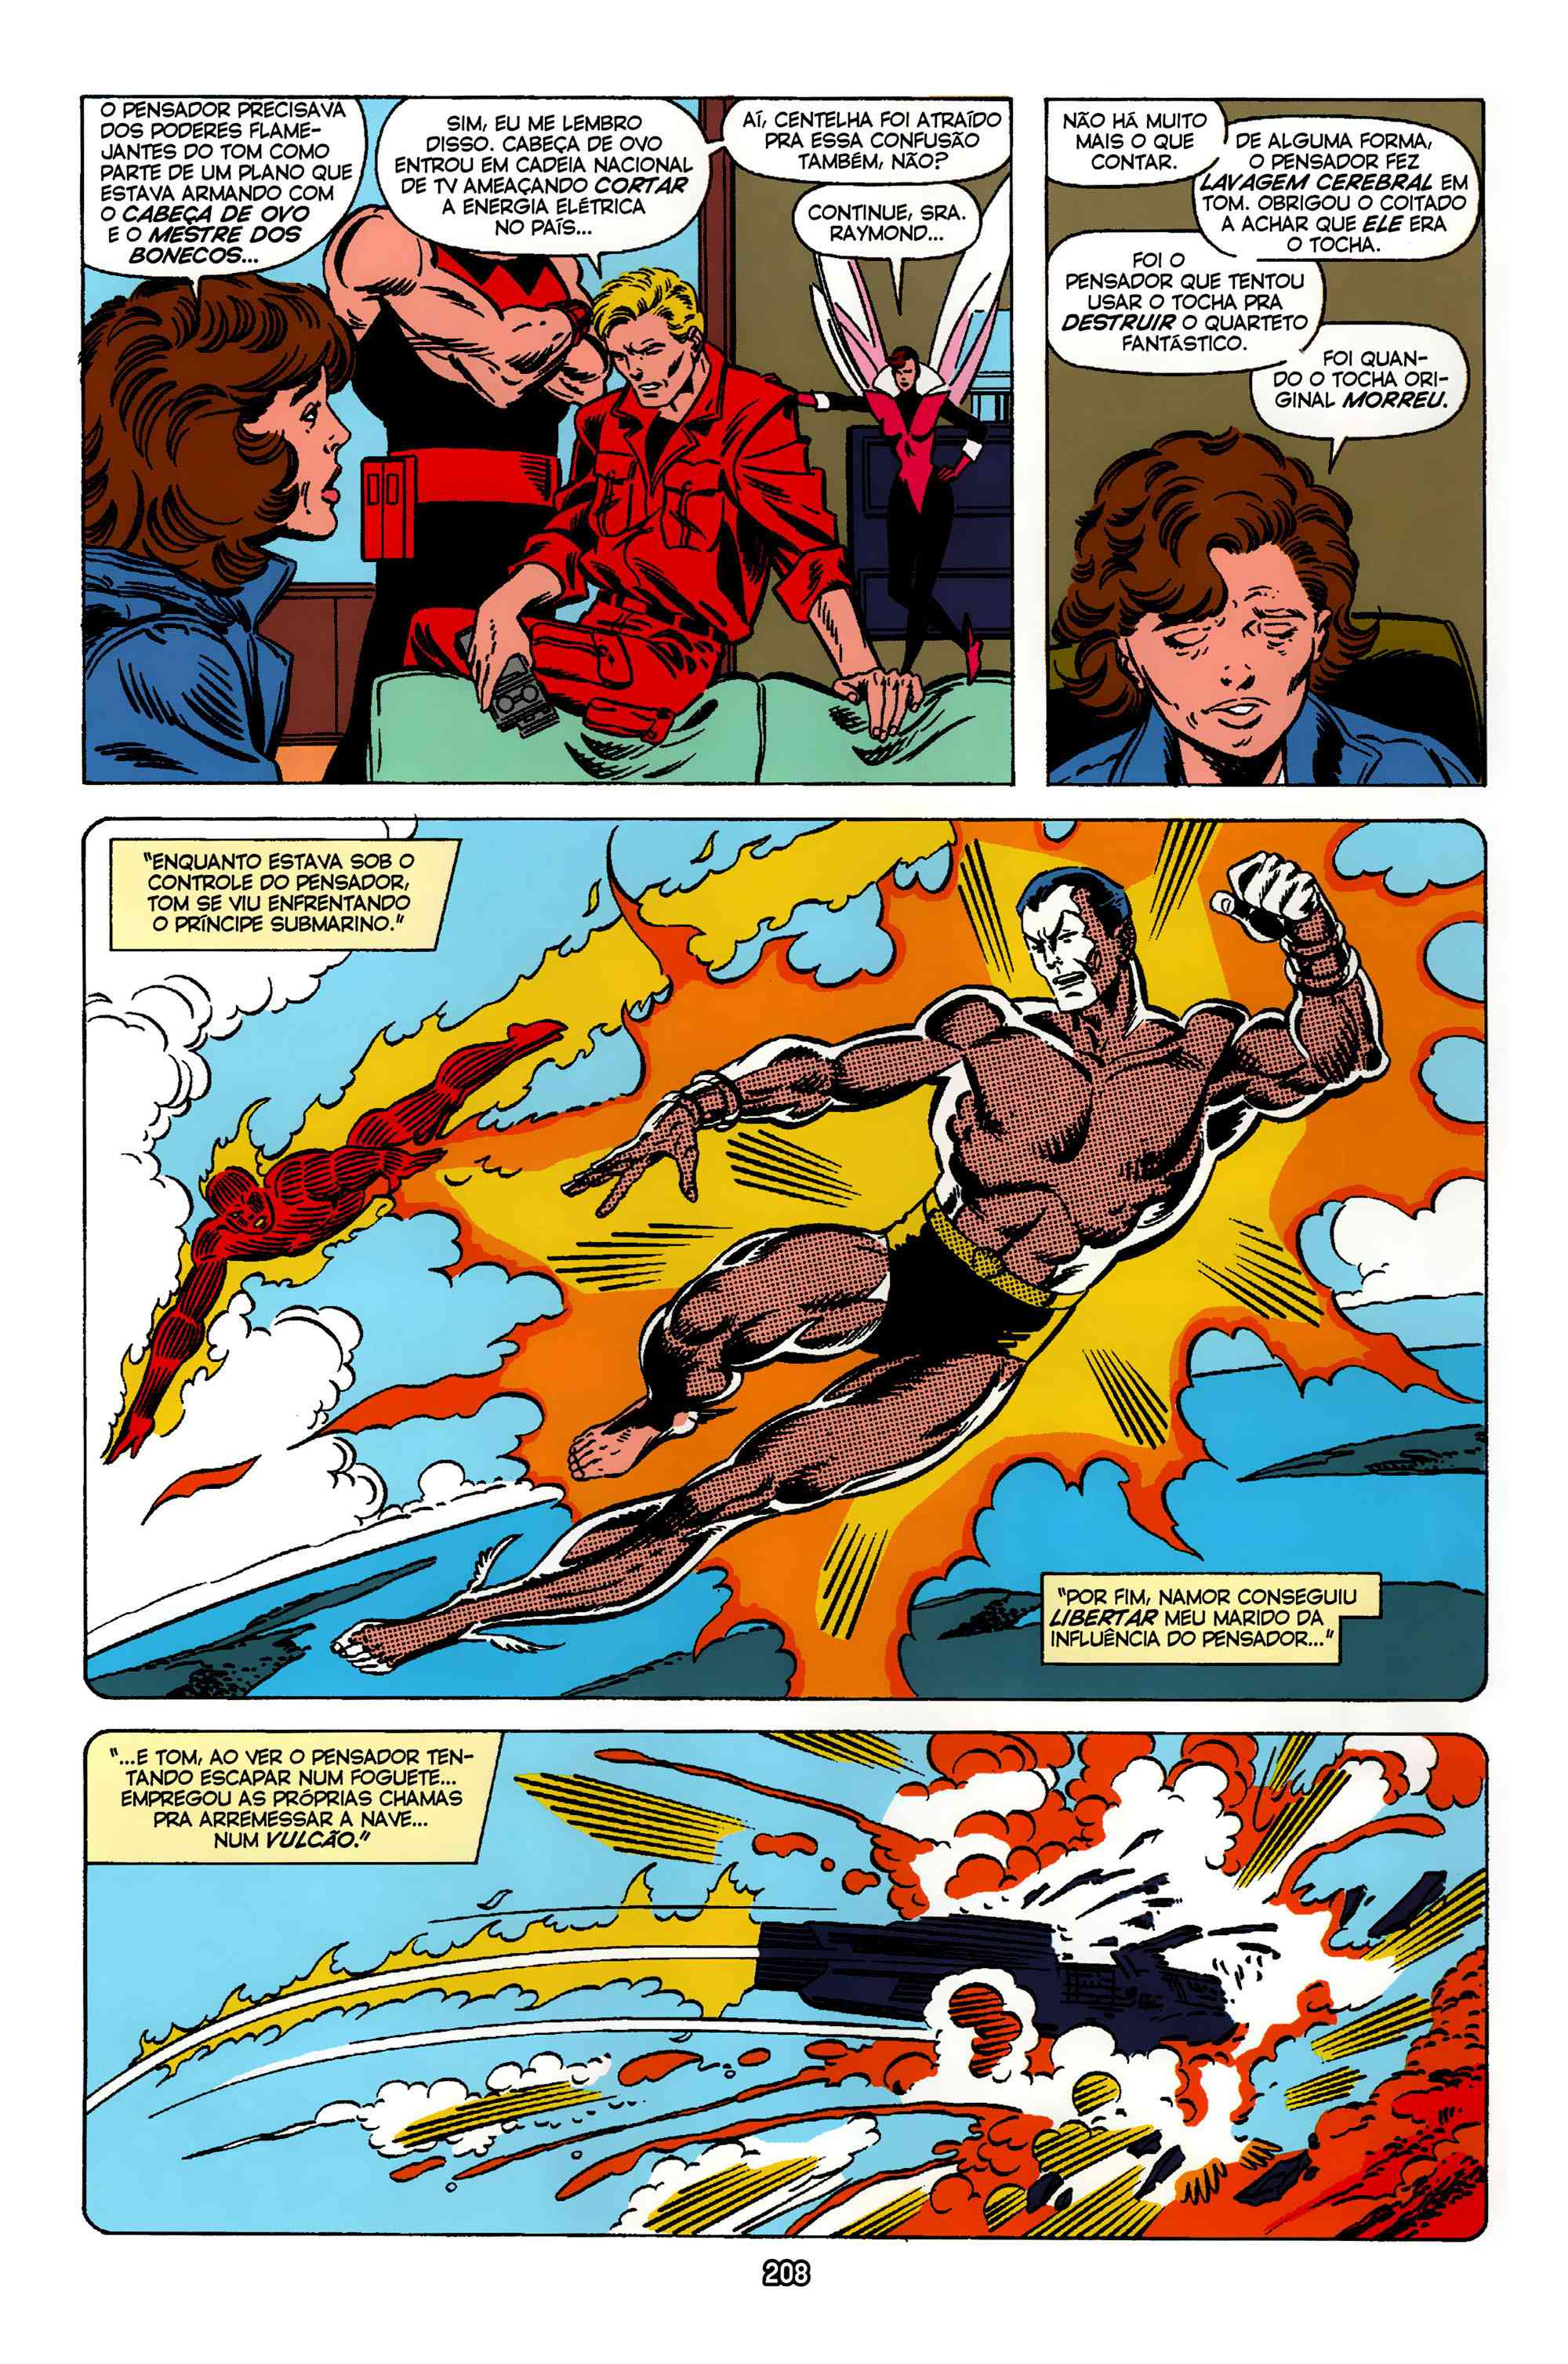 O PENSADOR PRECISAVA
DOS PODERES FLAME-
JANTES DO TOM COMO
PARTE DE UM PLANO QUE
ESTAVA ARMANDO COM
O CABEÇA DE OVO
E O MESTRE DOS
BONECOS...
SIM, EU ME LEMBRO
DISSO. CABEÇA DE OVO
ENTROU EM CADEIA NACIONAL
DE TV AMEAÇANDO CORTAR
A ENERGIA ELÉTRICA
NO PAÍS...
AÍ, CENTELHA FOI ATRAÍDO
PRA ESSA CONFUSÃO
TAMBÉM, NÃO?
CONTINUE, SRA.
RAYMOND...
NÃO HÁ MUITO
MAIS O QUE
CONTAR.
DE ALGUMA FORMA,
O PENSADOR FEZ
LAVAGEM CEREBRAL EM
TOM. OBRIGOU O COITADO
A ACHAR QUE ELE ERA
O TOCHA.
FOI O
PENSADOR QUE TENTOU
USAR O TOCHA PRA
DESTRUIR O QUARTETO
FANTÁSTICO.
FOI QUAN-
DO O TOCHA ORI-
GINAL MORREU.
"ENQUANTO ESTAVA SOB O
CONTROLE DO PENSADOR,
TOM SE VIU ENFRENTANDO
O PRÍNCIPE SUBMARINO."
"POR FIM, NAMOR CONSEGUIU
LIBERTAR MEU MARIDO DA
INFLUÊNCIA DO PENSADOR..."
"...E TOM, AO VER O PENSADOR TEN-
TANDO ESCAPAR NUM FOGUETE...
EMPREGOU AS PRÓPRIAS CHAMAS
PRA ARREMESSAR A NAVE...
NUM VULCÃO."
208